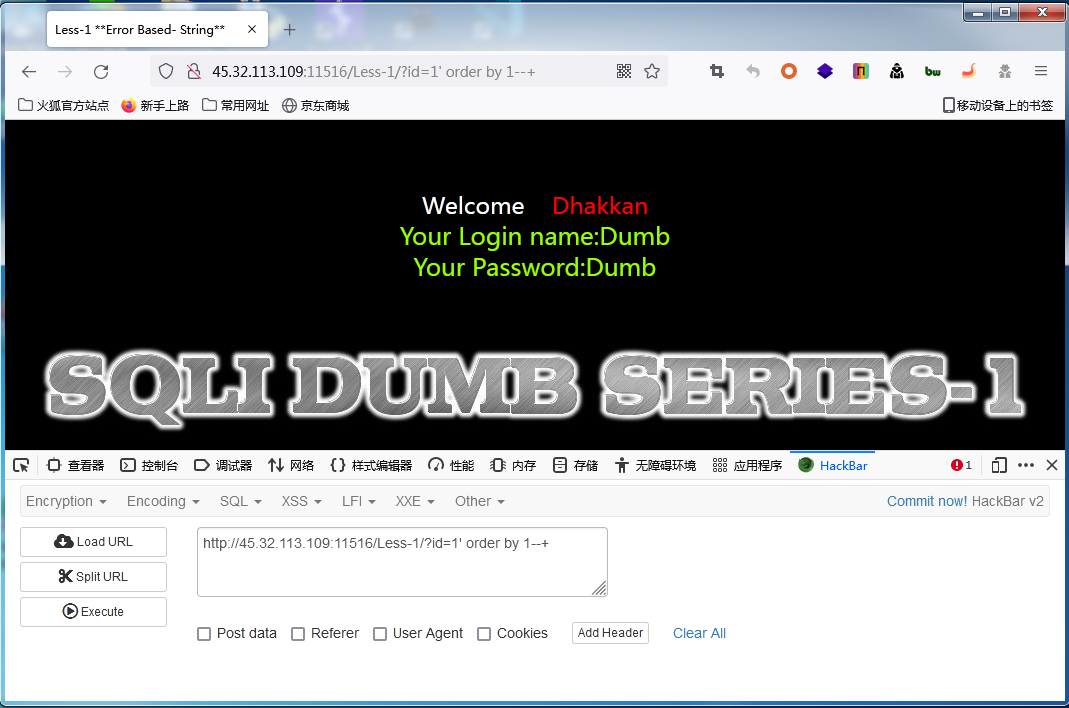 Less-1 **Error Based- String**
45.32.113.109:11516/Less-1/?id=1' order by 1--+
火狐官方站点 新手上路 常用网址 京东商城 移动设备上的书签
Welcome Dhakkan
Your Login name:Dumb
Your Password:Dumb
SQLI DUMB SERIES-1
查看器 控制台 调试器 网络 样式编辑器 性能 内存 存储 无障碍环境 应用程序 HackBar 1
Encryption Encoding SQL XSS LFI XXE Other Commit now! HackBar v2
Load URL http://45.32.113.109:11516/Less-1/?id=1' order by 1--+
Split URL
Execute
Post data Referer User Agent Cookies Add Header Clear All